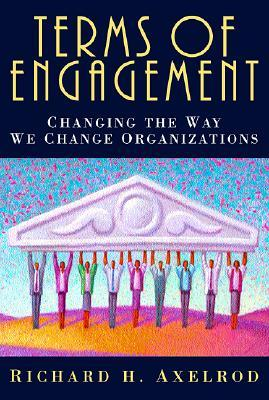 TERMS OF
ENGAGEMENT
CHANGING THE WAY
WE CHANGE ORGANIZATIONS
RICHARD H. AXELROD